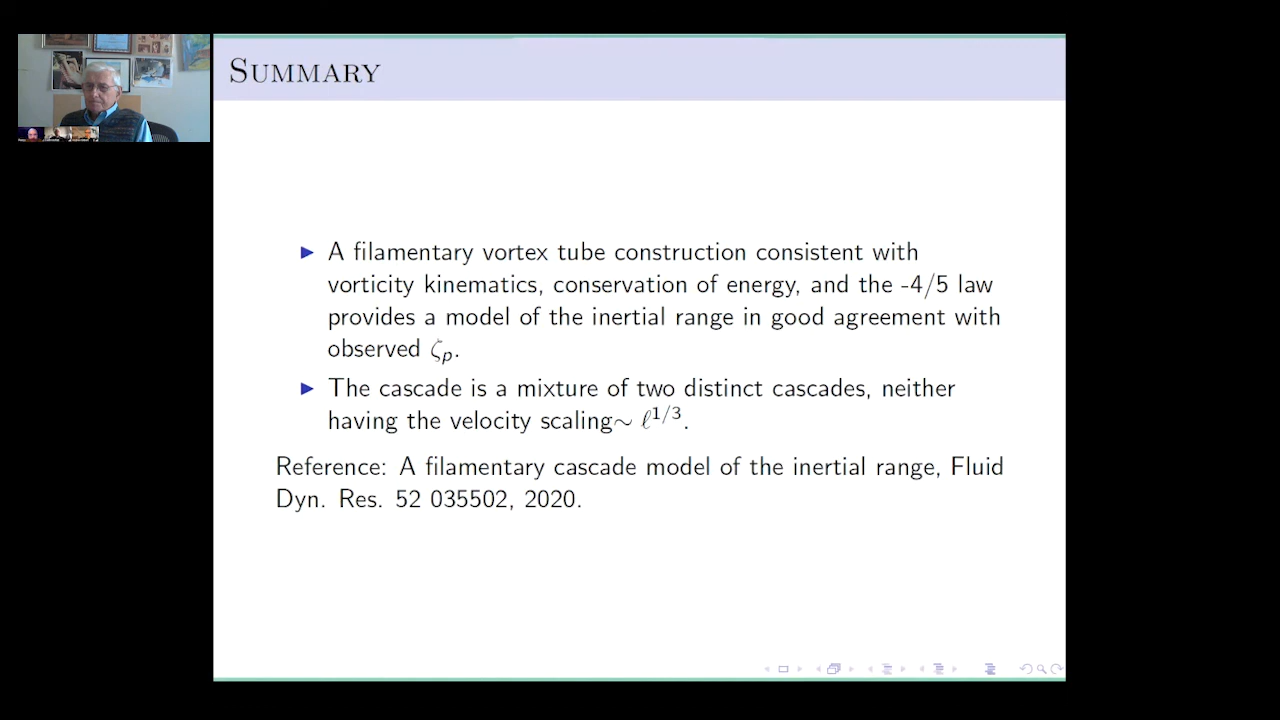 SUMMARY
▶ A filamentary vortex tube construction consistent with
vorticity kinematics, conservation of energy, and the -4/5 law
provides a model of the inertial range in good agreement with
observed ζₚ.
▶ The cascade is a mixture of two distinct cascades, neither
having the velocity scaling∼ ℓ^{1/3}.
Reference: A filamentary cascade model of the inertial range, Fluid
Dyn. Res. 52 035502, 2020.